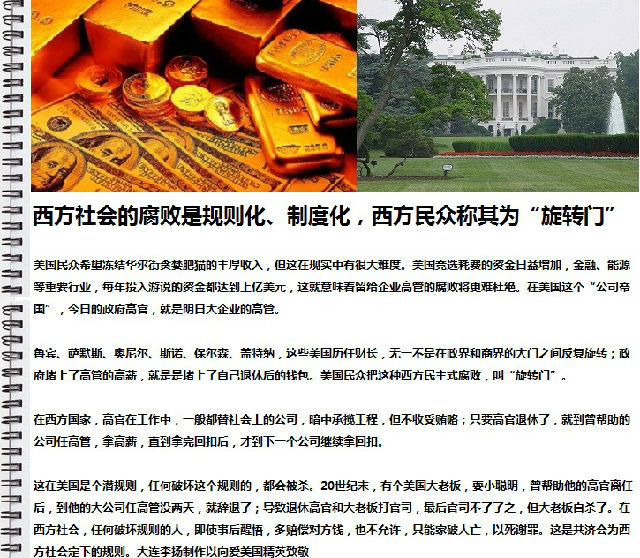 西方社会的腐败是规则化、制度化，西方民众称其为“旋转门”
美国民众希望冻结华尔街贪婪肥猫的丰厚收入，但这在现实中有很大难度。美国竞选耗费的资金日益增加，金融、能源
等重要行业，每年投入游说的资金都达到上亿美元，这就意味着留给企业高管的腐败将更难杜绝。在美国这个“公司帝
国”，今日的政府高官，就是明日大企业的高管。
鲁宾、萨默斯、奥尼尔、斯诺、保尔森、盖特纳，这些美国历任财长，无一不是在政界和商界的大门之间反复旋转；政
府堵上了高管的高薪，就是是堵上了自己退休后的钱包。美国民众把这种西方民主式腐败，叫“旋转门”。
在西方国家，高官在工作中，一般都替社会上的公司，暗中承揽工程，但不收受贿赂；只要高官退休了，就到曾帮助的
公司任高管，拿高薪，直到拿完回扣后，才到下一个公司继续拿回扣。
这在美国是个潜规则，任何破坏这个规则的，都会被杀。20世纪末，有个美国大老板，耍小聪明，曾帮助他的高官离任
后，到他的大公司任高管没两天，就辞退了；导致退休高官和大老板打官司，最后官司不了了之，但大老板自杀了。在
西方社会，任何破坏规则的人，即使事后醒悟，多赔偿对方钱，也不允许，只能家破人亡，以死谢罪。这是共济会为西
方社会定下的规则。大连李扬制作以向爱国精英致敬